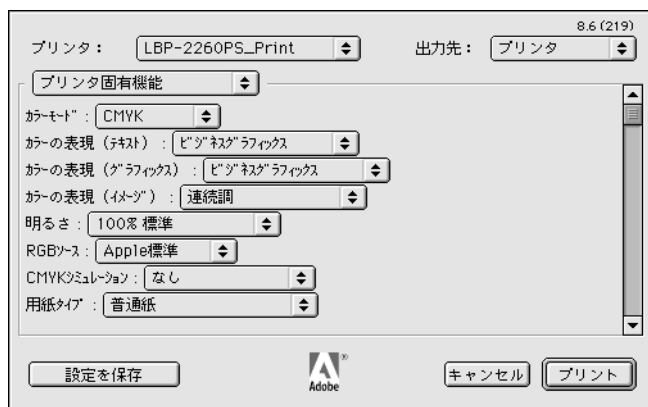 8.6 (219)
プリンタ： LBP-2260PS_Print 出力先： プリンタ
プリンタ固有機能
ｶﾗｰﾓｰﾄﾞ : CMYK
ｶﾗｰの表現 (ﾃｷｽﾄ) : ﾋﾞｼﾞﾈｽｸﾞﾗﾌｨｯｸｽ
ｶﾗｰの表現 (ｸﾞﾗﾌｨｯｸｽ) : ﾋﾞｼﾞﾈｽｸﾞﾗﾌｨｯｸｽ
ｶﾗｰの表現 (ｲﾒｰｼﾞ) : 連続調
明るさ : 100% 標準
RGBｿｰｽ : Apple標準
CMYKｼﾐｭﾚｰｼｮﾝ : なし
用紙ﾀｲﾌﾟ : 普通紙
設定を保存 Adobe キャンセル プリント